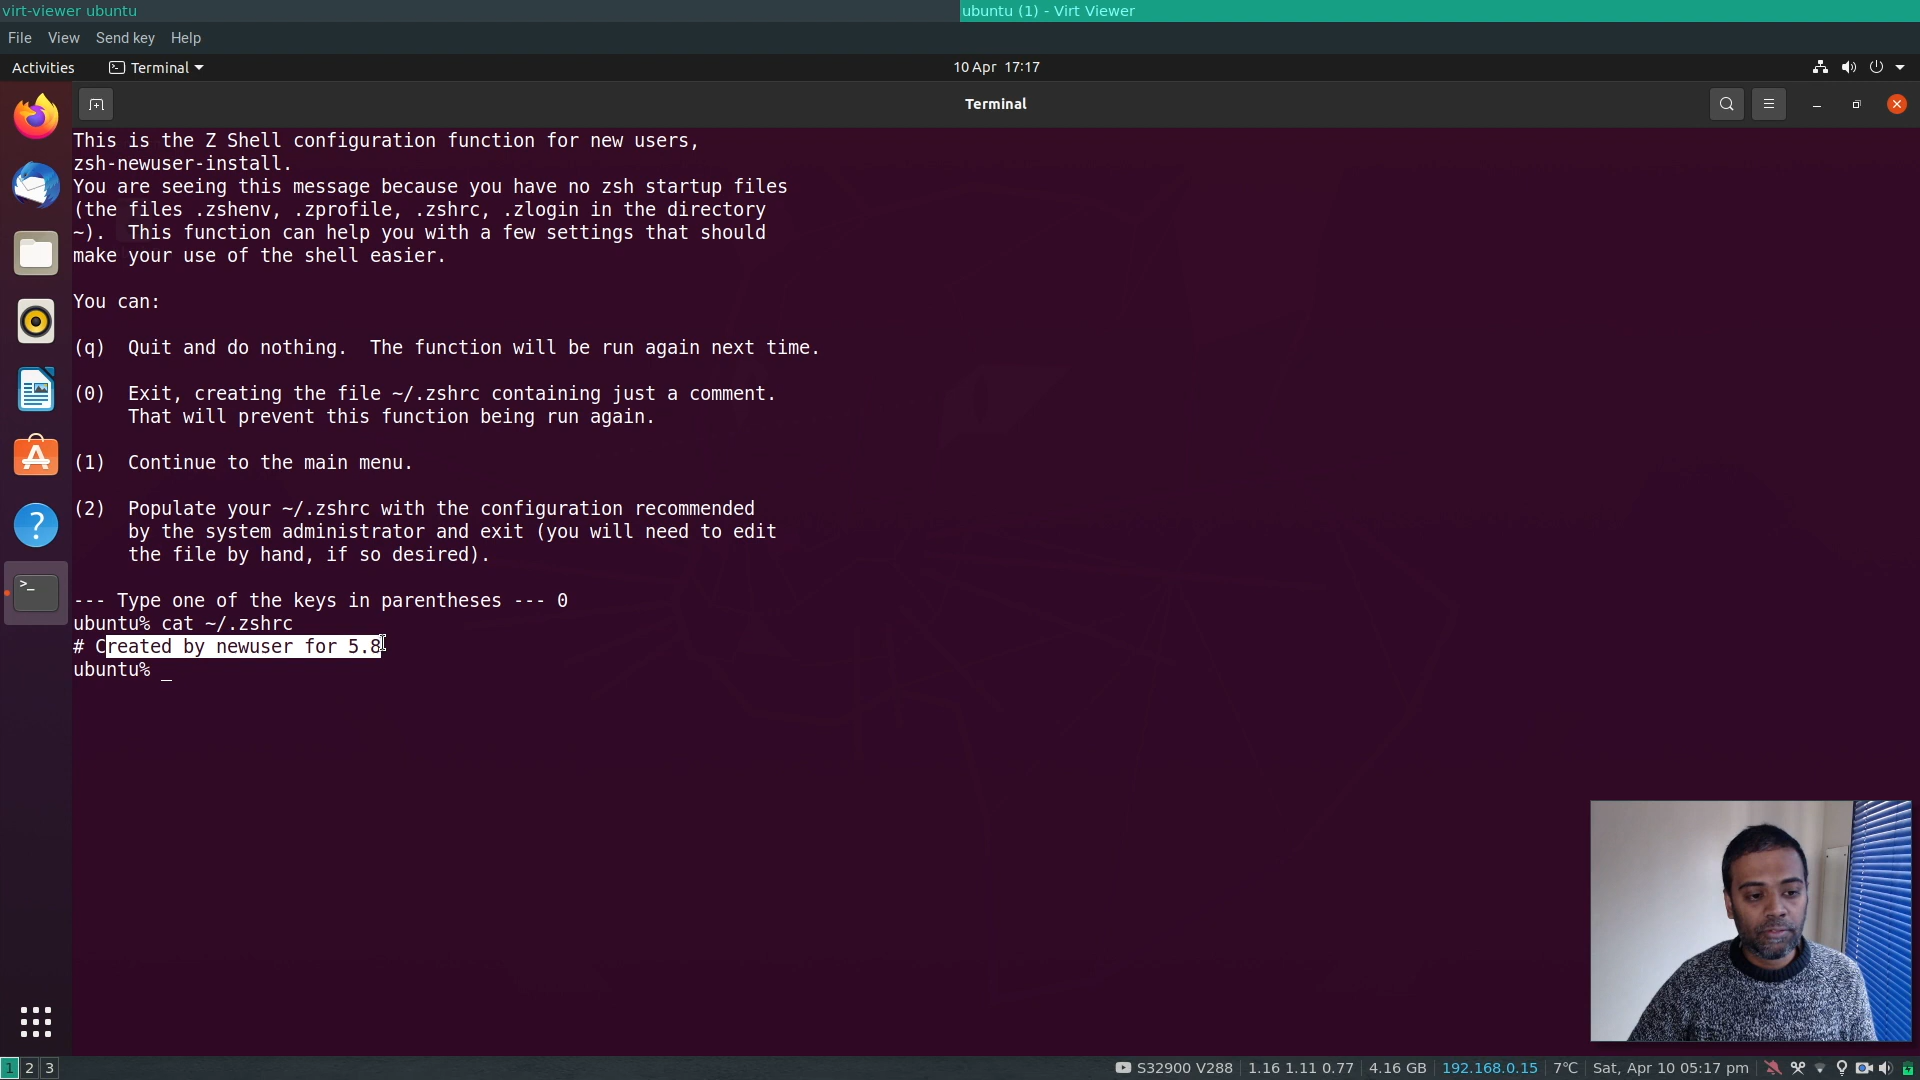 virt-viewer ubuntu
ubuntu (1) - Virt Viewer
File View Send key Help
Activities Terminal 10 Apr 17:17
Terminal
This is the Z Shell configuration function for new users,
zsh-newuser-install.
You are seeing this message because you have no zsh startup files
(the files .zshenv, .zprofile, .zshrc, .zlogin in the directory
~).  This function can help you with a few settings that should
make your use of the shell easier.
You can:
(q)  Quit and do nothing.  The function will be run again next time.
(0)  Exit, creating the file ~/.zshrc containing just a comment.
That will prevent this function being run again.
(1)  Continue to the main menu.
(2)  Populate your ~/.zshrc with the configuration recommended
by the system administrator and exit (you will need to edit
the file by hand, if so desired).
--- Type one of the keys in parentheses --- 0
ubuntu% cat ~/.zshrc
# Created by newuser for 5.8
ubuntu% _
1 2 3 S32900 V288 1.16 1.11 0.77 4.16 GB 192.168.0.15 7°C Sat, Apr 10 05:17 pm